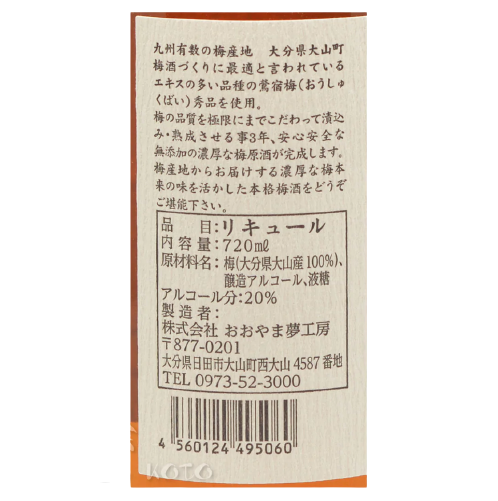 九州有数の梅産地　大分県大山町
梅酒づくりに最適と言われている
エキスの多い品種の鶯宿梅(おうしゅ
くばい)秀品を使用。
梅の品質を極限にまでこだわって漬込
み・熟成させる事3年、安心安全な
無添加の濃厚な梅原酒が完成します。
梅産地からお届けする濃厚な梅本
来の味を活かした本格梅酒をどうぞ
ご堪能下さい。
品　目:リキュール
内容量:720mℓ
原材料名:梅(大分県大山産100%)、
醸造アルコール、液糖
アルコール分:20%
製造者:
株式会社 おおやま夢工房
〒877-0201
大分県日田市大山町西大山 4587 番地
TEL 0973-52-3000
4 560124 495060
KOTO